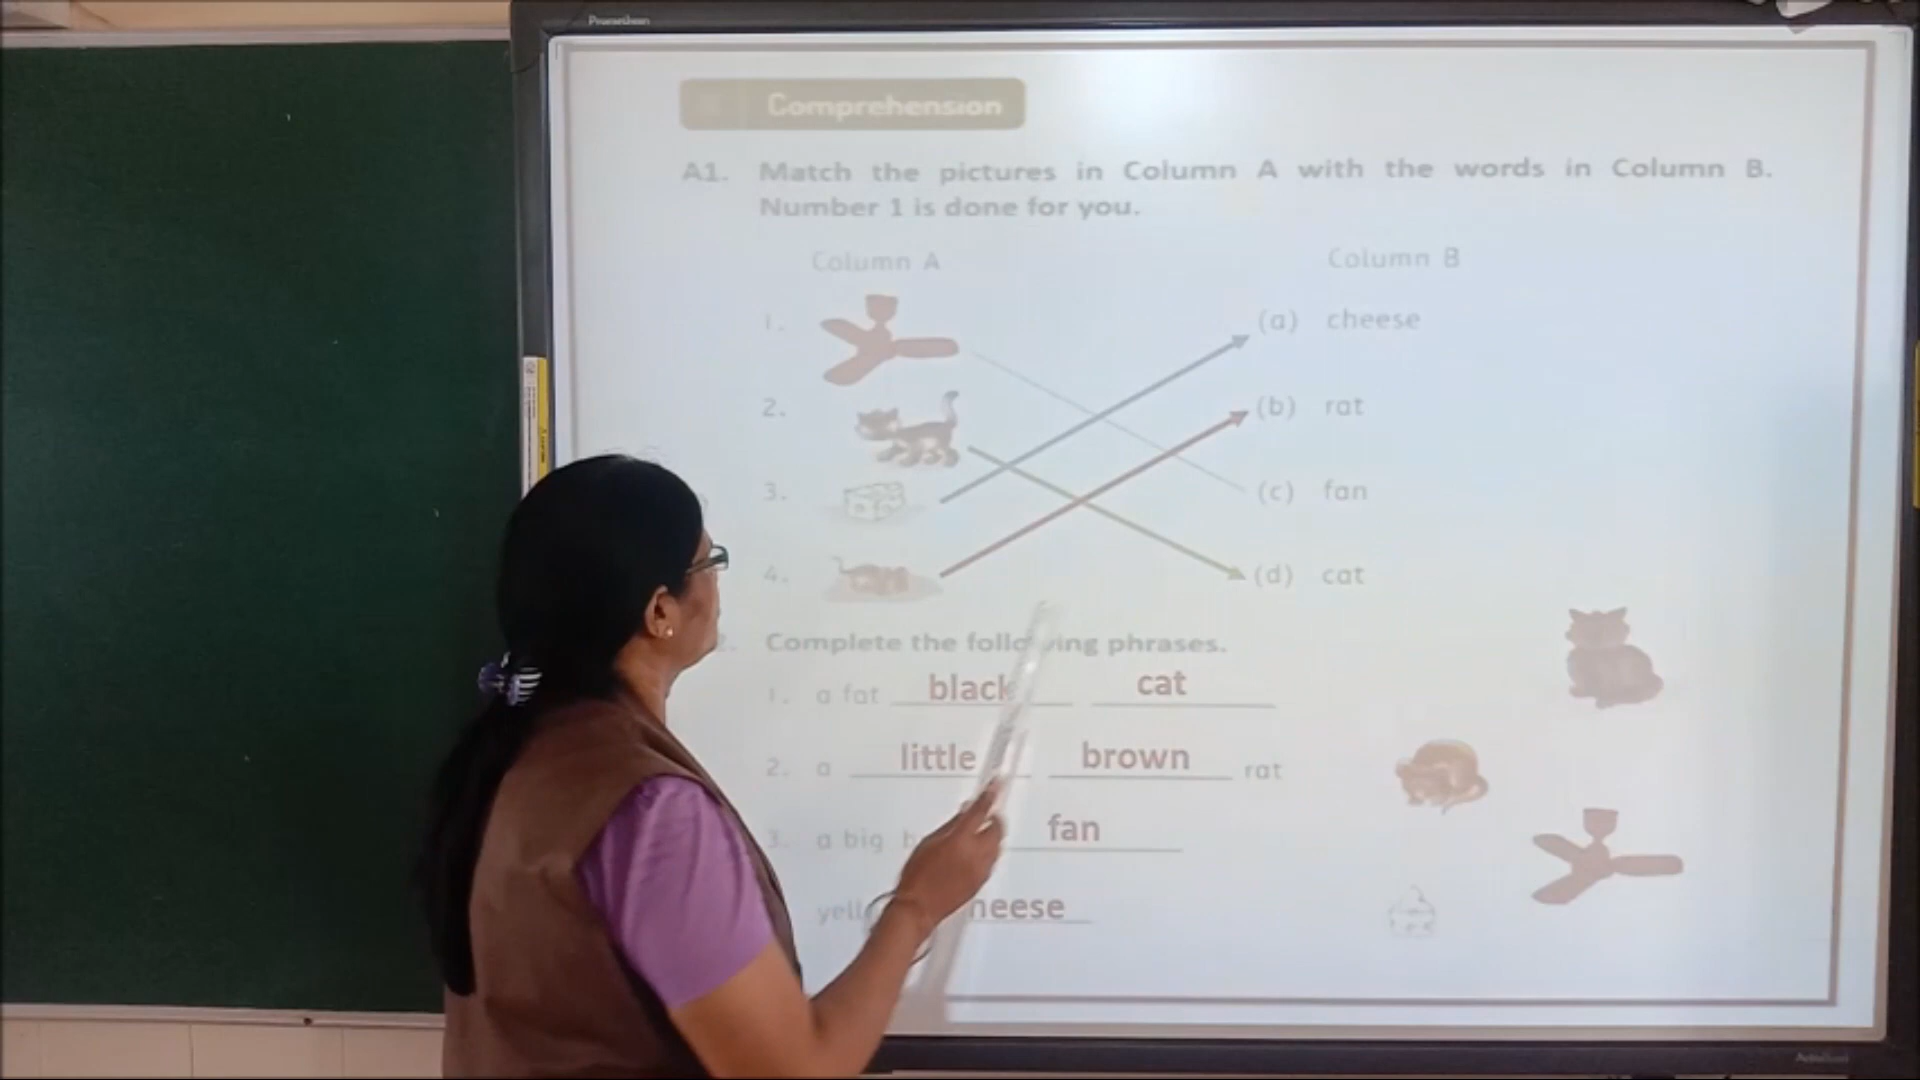 Promethean
Comprehension
A1. Match the pictures in Column A with the words in Column B.
Number 1 is done for you.
Column A Column B
1. (a) cheese
2. (b) rat
3. (c) fan
4. (d) cat
Complete the following phrases.
1. a fat black cat
2. a little brown rat
3. a big fan